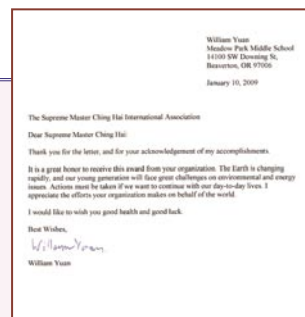 William Yuan
Meadow Park Middle School
14100 SW Downing St,
Beaverton, OR 97006
January 10, 2009
The Supreme Master Ching Hai International Association
Dear Supreme Master Ching Hai:
Thank you for the letter, and for your acknowledgement of my accomplishments.
It is a great honor to receive this award from your organization. The Earth is changing
rapidly, and our young generation will face great challenges on environmental and energy
issues. Actions must be taken if we want to continue with our day-to-day lives. I
appreciate the efforts your organization makes on behalf of the world.
I would like to wish you good health and good luck.
Best Wishes,
William Yuan
William Yuan